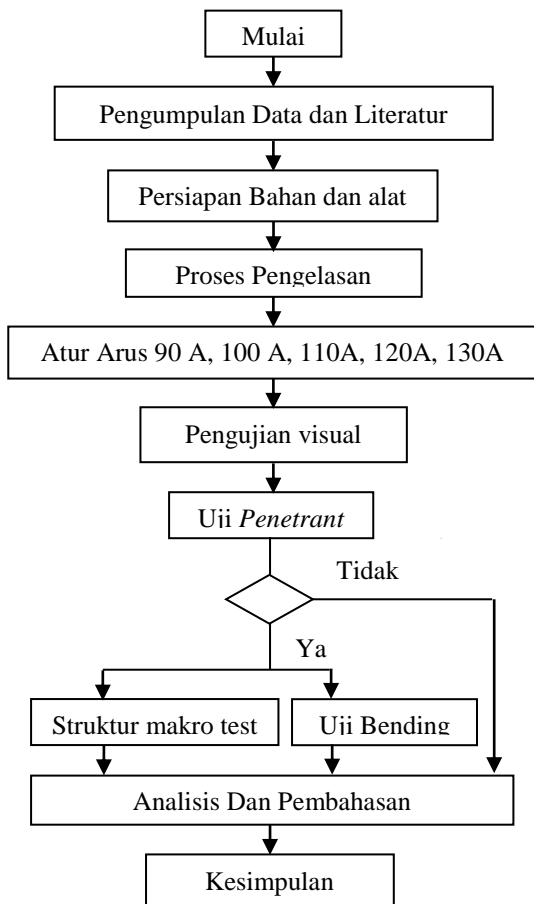 Mulai
Pengumpulan Data dan Literatur
Persiapan Bahan dan alat
Proses Pengelasan
Atur Arus 90 A, 100 A, 110A, 120A, 130A
Pengujian visual
Uji Penetrant
Tidak
Ya
Struktur makro test
Uji Bending
Analisis Dan Pembahasan
Kesimpulan